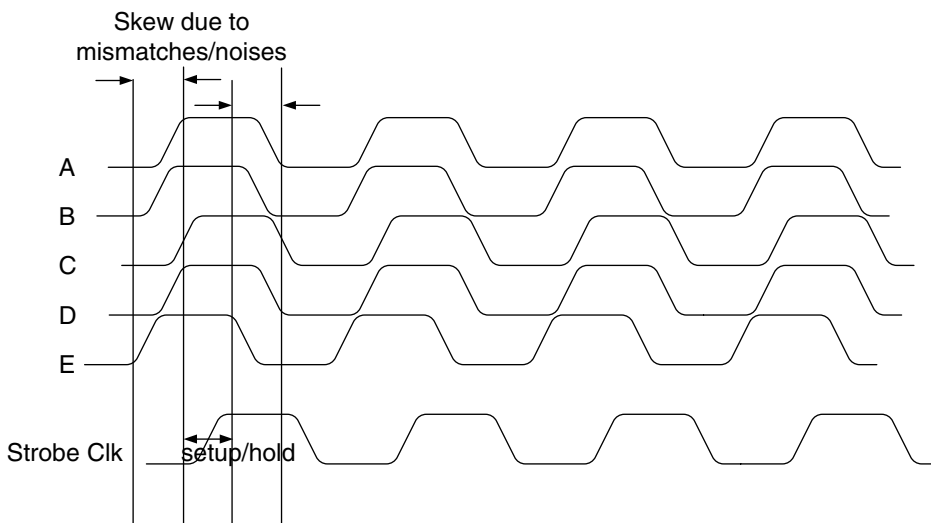 Skew due to
mismatches/noises
A
B
C
D
E
Strobe Clk
setup/hold